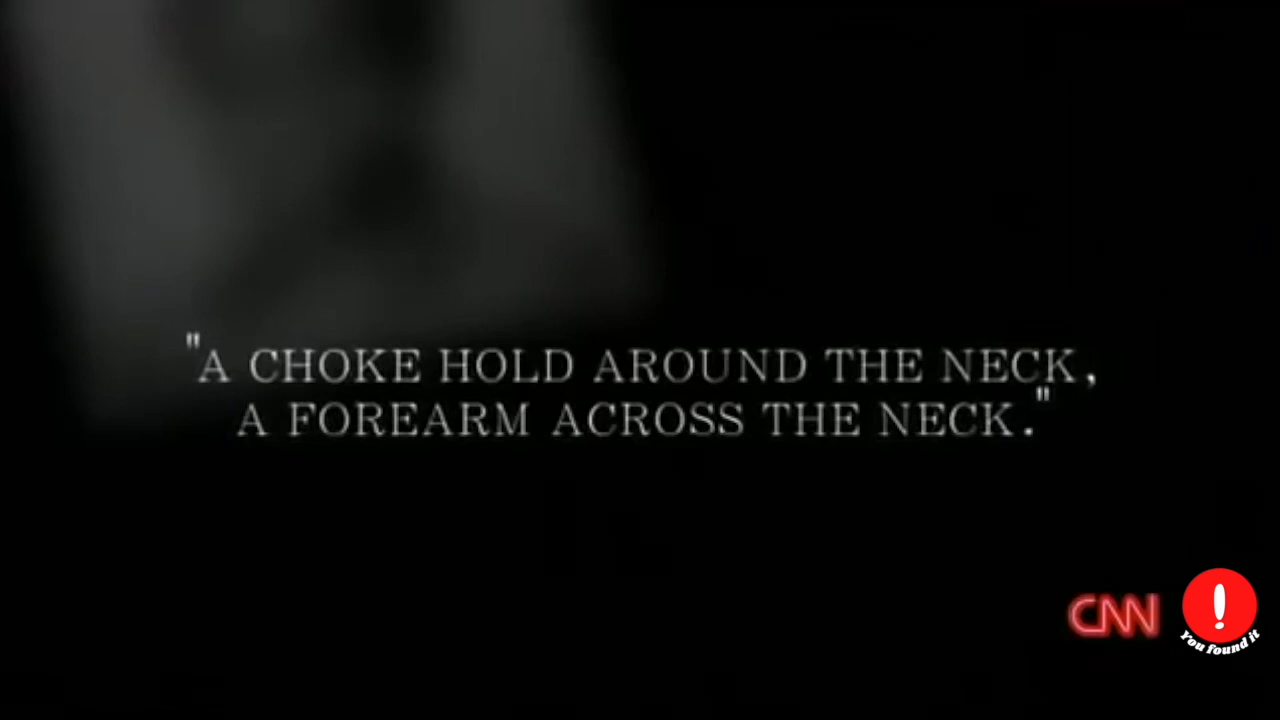 "A CHOKE HOLD AROUND THE NECK,
A FOREARM ACROSS THE NECK."
CNN
!
You found it